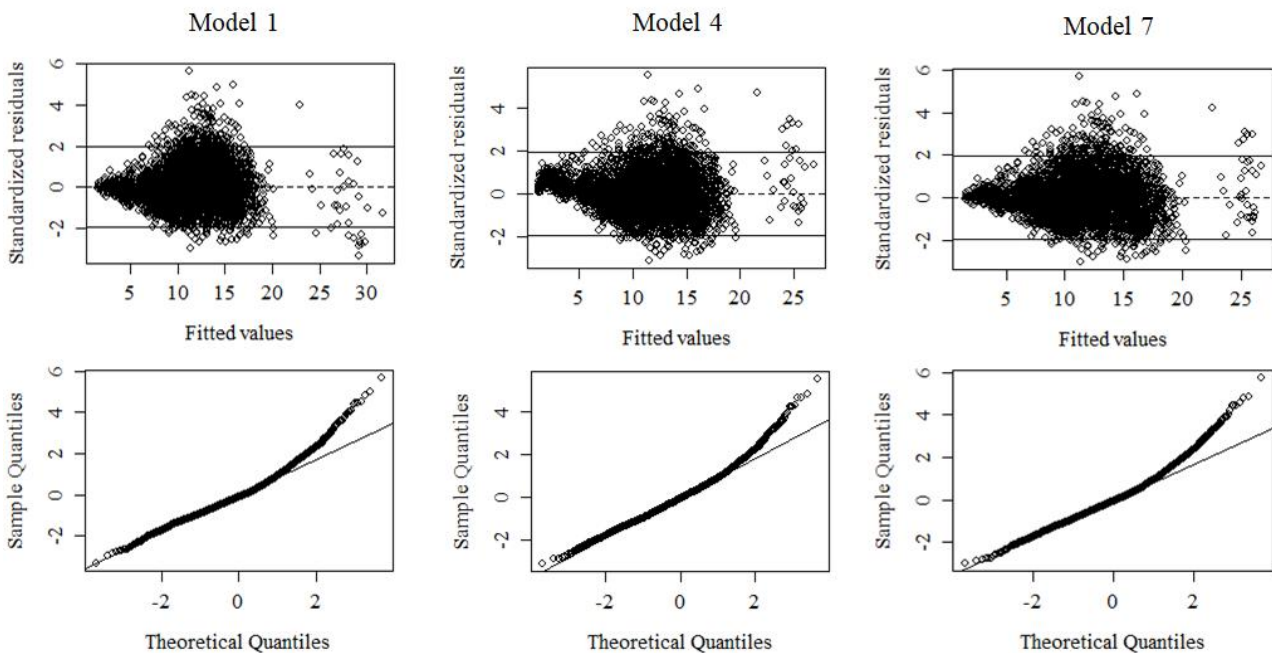 Model 1
Model 4
Model 7
Standardized residuals
6
4
2
0
-2
5 10 15 20 25 30
Fitted values
Standardized residuals
4
2
0
-2
5 10 15 20 25
Fitted values
Standardized residuals
6
4
2
0
-2
5 10 15 20 25
Fitted values
Sample Quantiles
6
4
2
0
-2
-2 0 2
Theoretical Quantiles
Sample Quantiles
4
2
0
-2
-2 0 2
Theoretical Quantiles
Sample Quantiles
6
4
2
0
-2
-2 0 2
Theoretical Quantiles